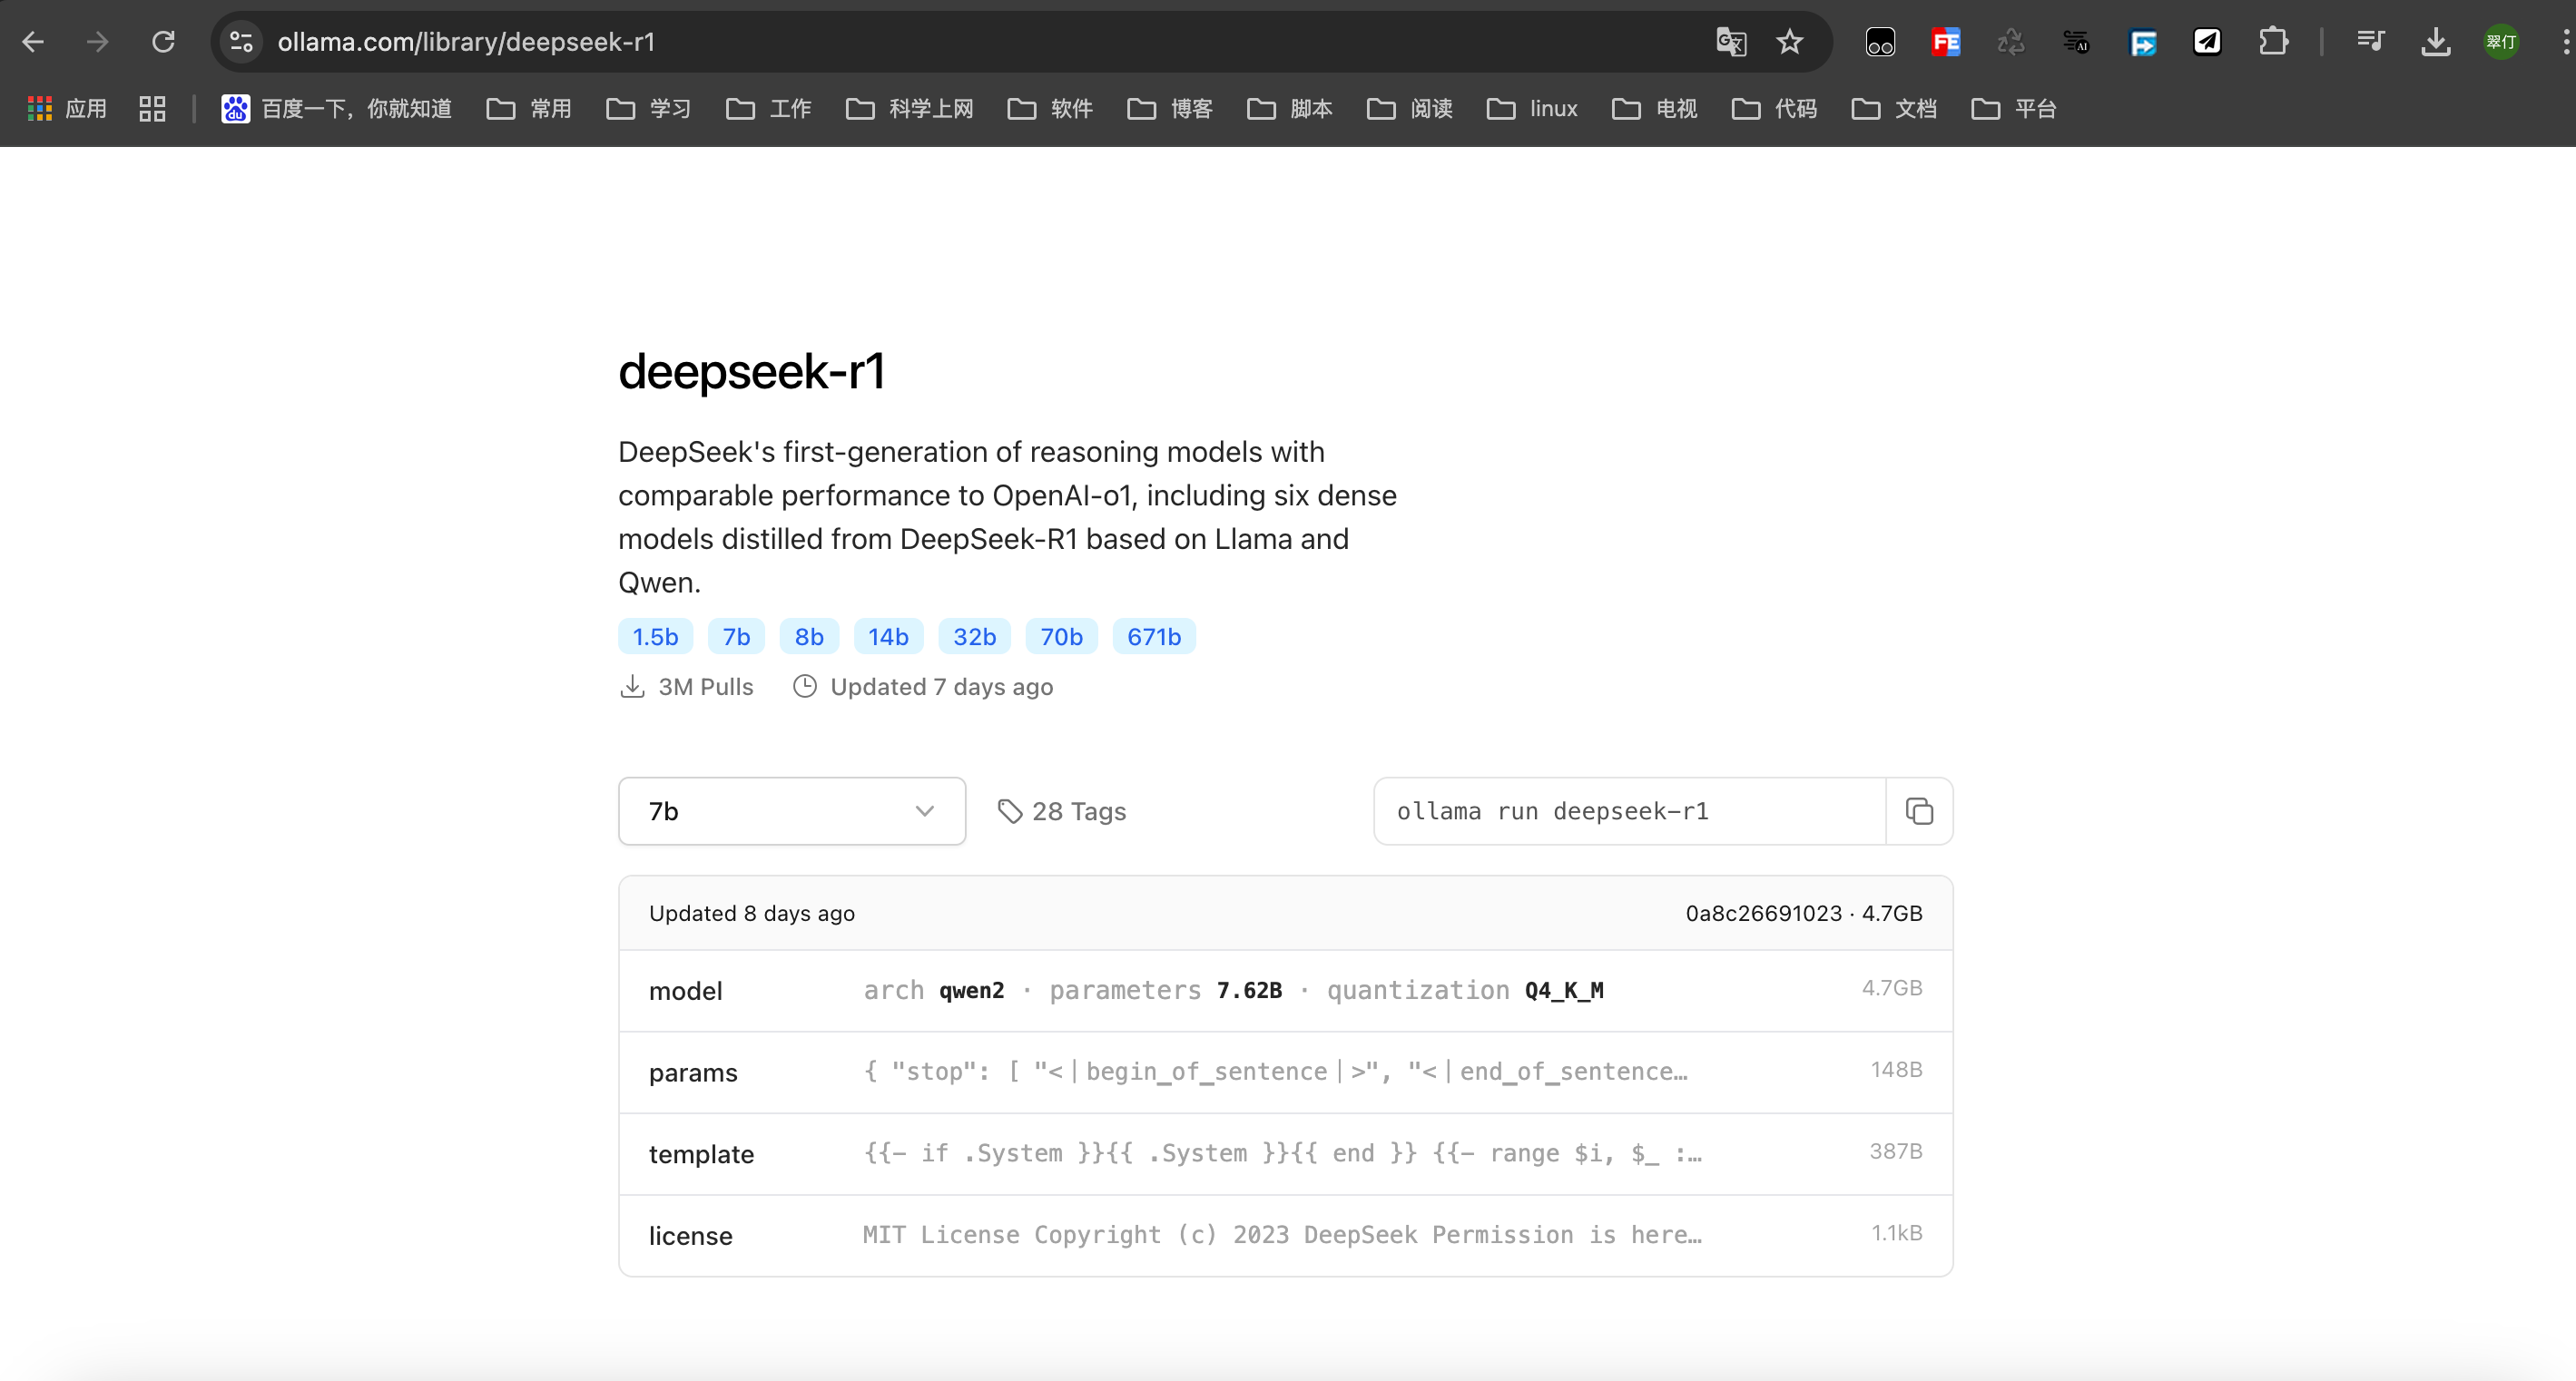 ollama.com/library/deepseek-r1
FE
AI
翠仃
应用
du
百度一下，你就知道
常用
学习
工作
科学上网
软件
博客
脚本
阅读
linux
电视
代码
文档
平台
deepseek-r1
DeepSeek's first-generation of reasoning models with
comparable performance to OpenAI-o1, including six dense
models distilled from DeepSeek-R1 based on Llama and
Qwen.
1.5b 7b 8b 14b 32b 70b 671b
3M Pulls Updated 7 days ago
7b 28 Tags ollama run deepseek-r1
Updated 8 days ago 0a8c26691023 · 4.7GB
model arch qwen2 · parameters 7.62B · quantization Q4_K_M 4.7GB
params { "stop": [ "<｜begin_of_sentence｜>", "<｜end_of_sentence… 148B
template {{- if .System }}{{ .System }}{{ end }} {{- range $i, $_ :… 387B
license MIT License Copyright (c) 2023 DeepSeek Permission is here… 1.1kB